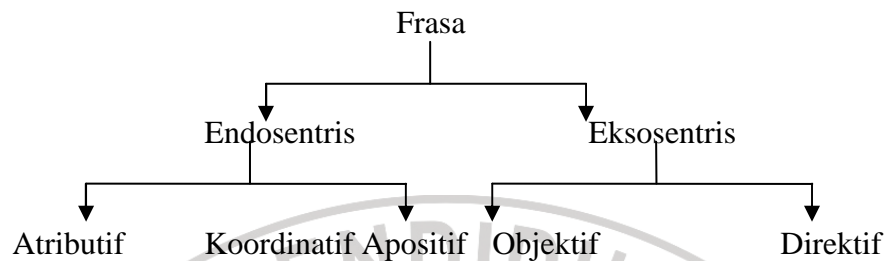 Frasa
Endosentris Eksosentris
Atributif Koordinatif Apositif Objektif Direktif